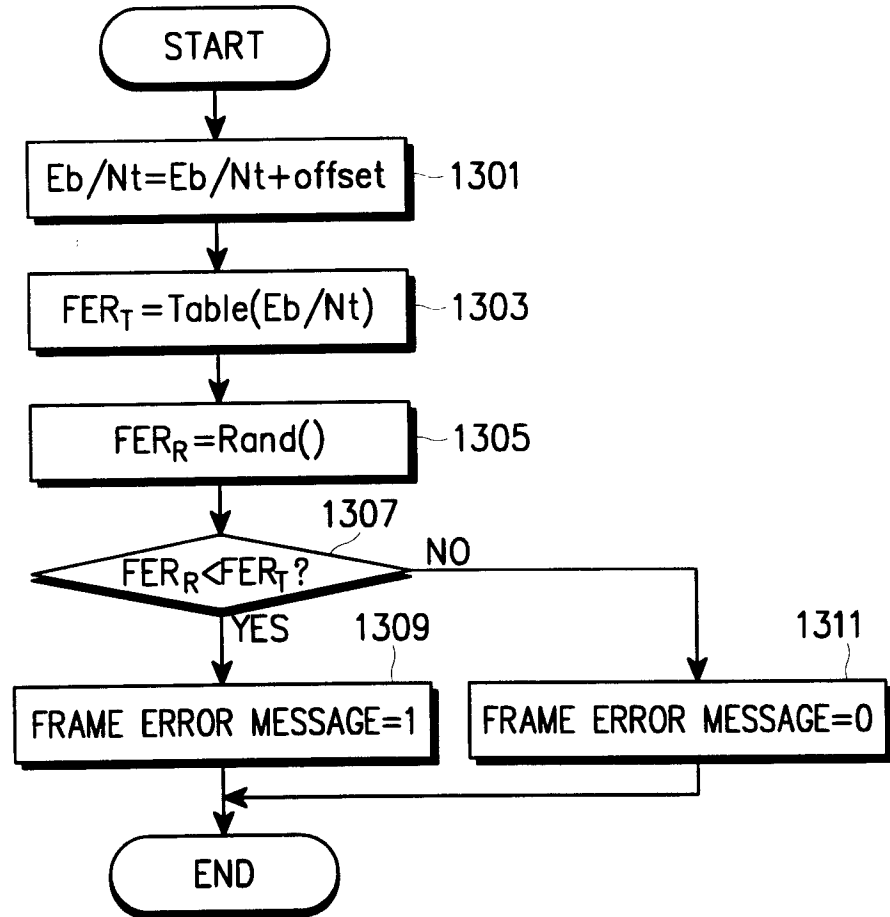 START
Eb/Nt=Eb/Nt+offset
1301
FER_T=Table(Eb/Nt)
1303
FER_R=Rand()
1305
1307
FER_R<FER_T?
NO
YES
1309
1311
FRAME ERROR MESSAGE=1
FRAME ERROR MESSAGE=0
END